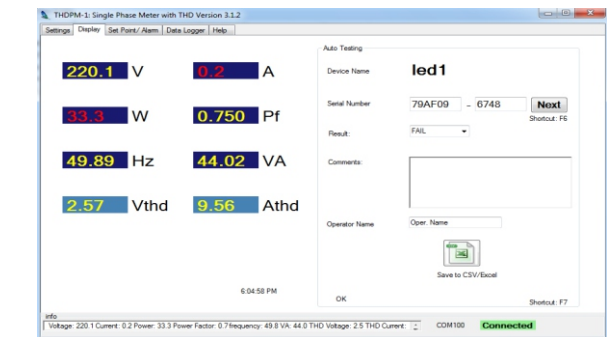 THDPM-1: Single Phase Meter with THD Version 3.1.2
Settings Display Set Point/ Alarm Data Logger Help
220.1 V 0.2 A
33.3 W 0.750 Pf
49.89 Hz 44.02 VA
2.57 Vthd 9.56 Athd
6:04:58 PM
Auto Testing
Device Name led1
Serial Number 79AF09 - 6748 Next
Shortcut: F6
Result: FAIL
Comments:
Operator Name Oper. Name
Save to CSV/Excel
OK Shortcut: F7
info
Voltage: 220.1 Current: 0.2 Power: 33.3 Power Factor: 0.7 frequency: 49.8 VA: 44.0 THD Voltage: 2.5 THD Current: COM100 Connected